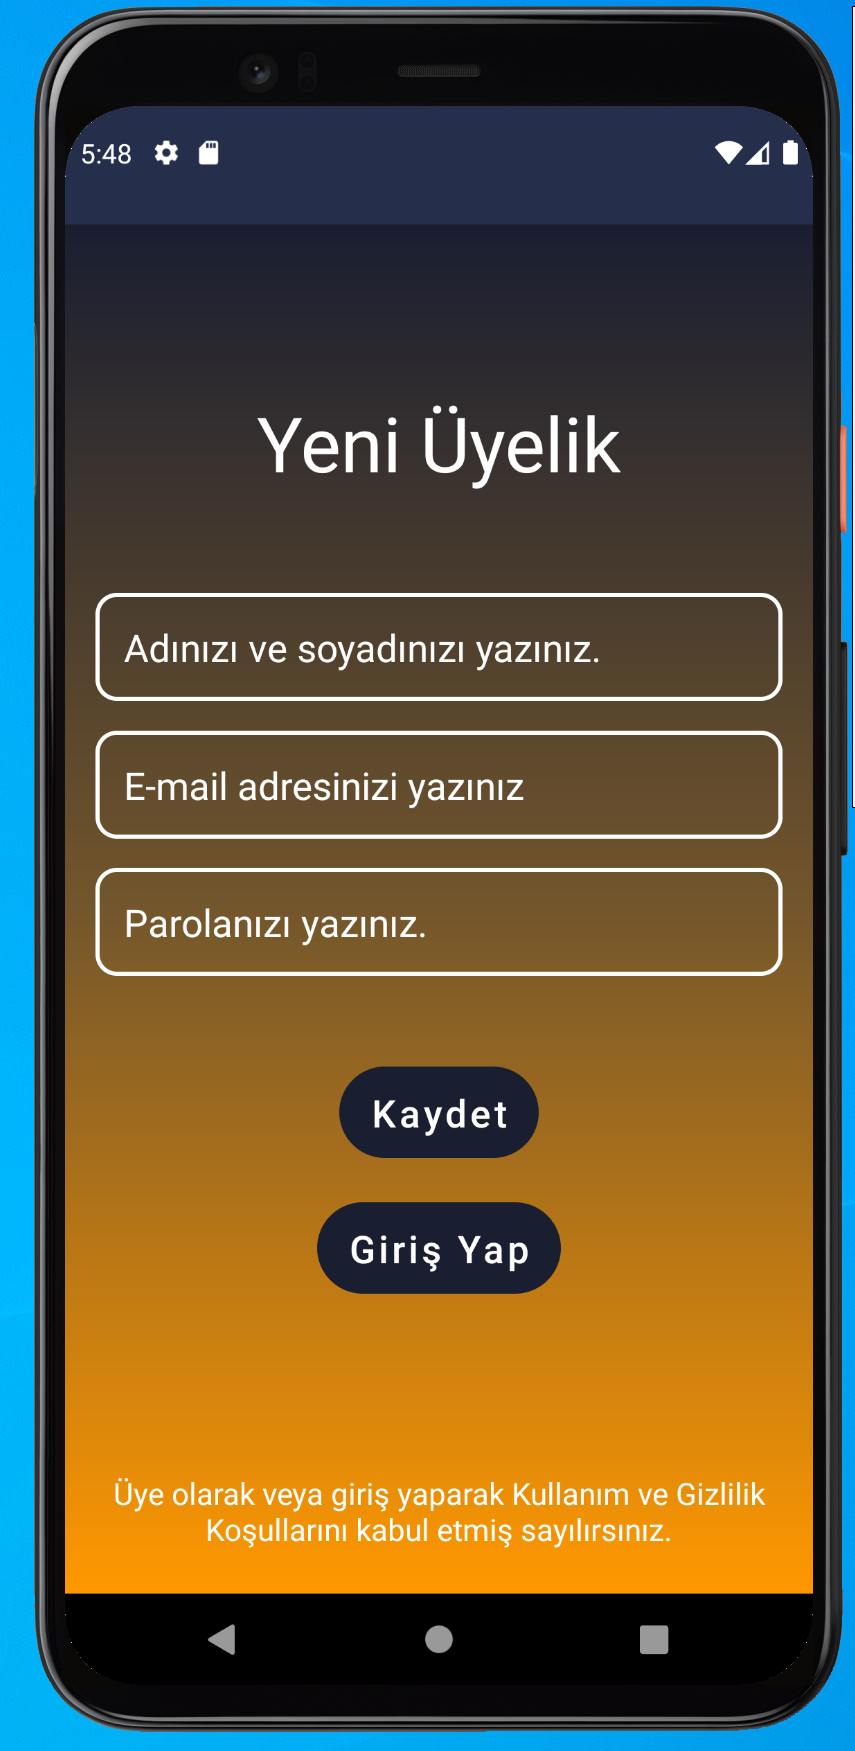 5:48
Yeni Üyelik
Adınızı ve soyadınızı yazınız.
E-mail adresinizi yazınız
Parolanızı yazınız.
Kaydet
Giriş Yap
Üye olarak veya giriş yaparak Kullanım ve Gizlilik
Koşullarını kabul etmiş sayılırsınız.